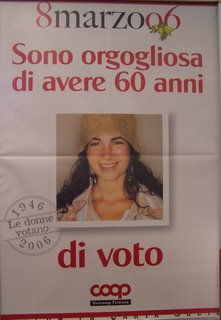 8marzo06
Sono orgogliosa
di avere 60 anni
1946
Le donne
votano
2006
di voto
coop
Unicoop Firenze